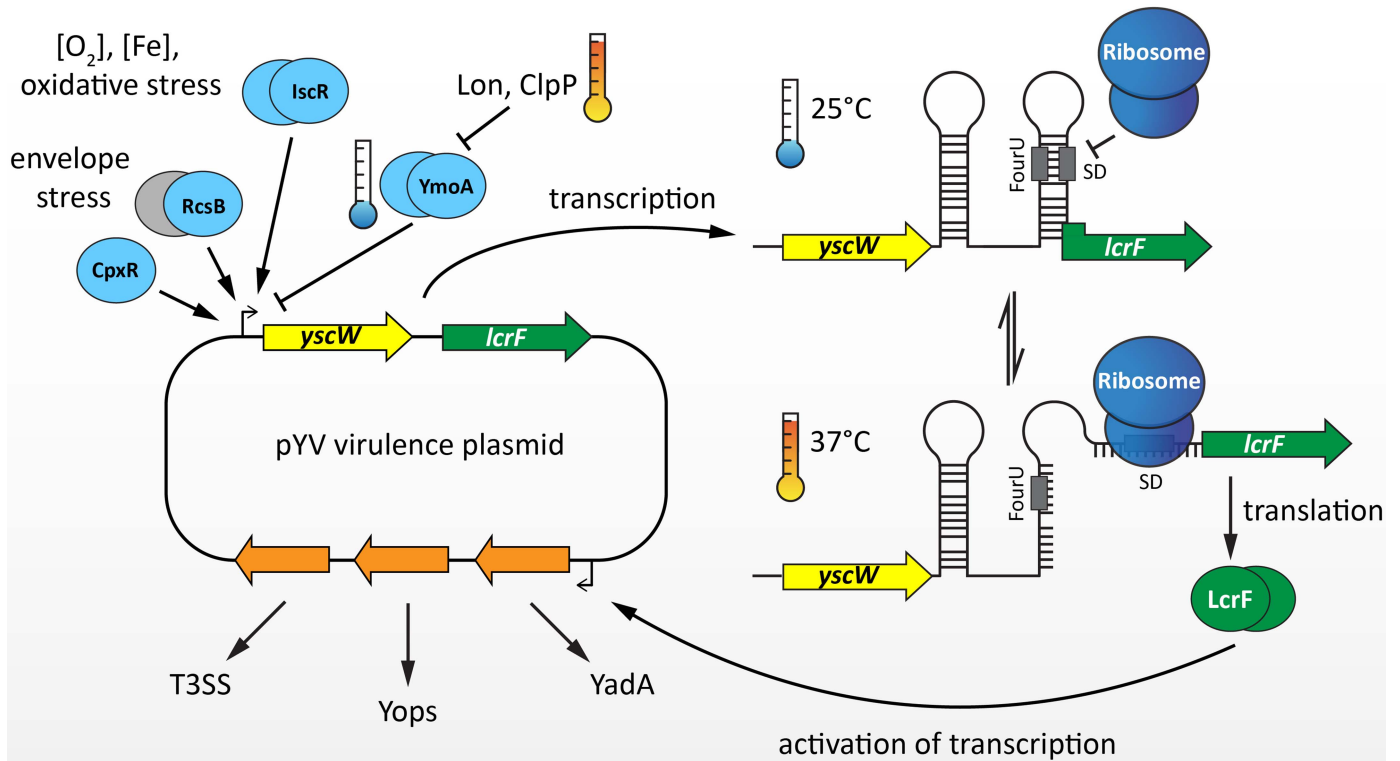 [O₂], [Fe],
oxidative stress
IscR
Lon, ClpP
envelope
stress
RcsB
YmoA
CpxR
transcription
yscW
lcrF
pYV virulence plasmid
T3SS
Yops
YadA
25°C
Ribosome
FourU
SD
yscW
lcrF
37°C
Ribosome
FourU
SD
lcrF
yscW
translation
LcrF
activation of transcription